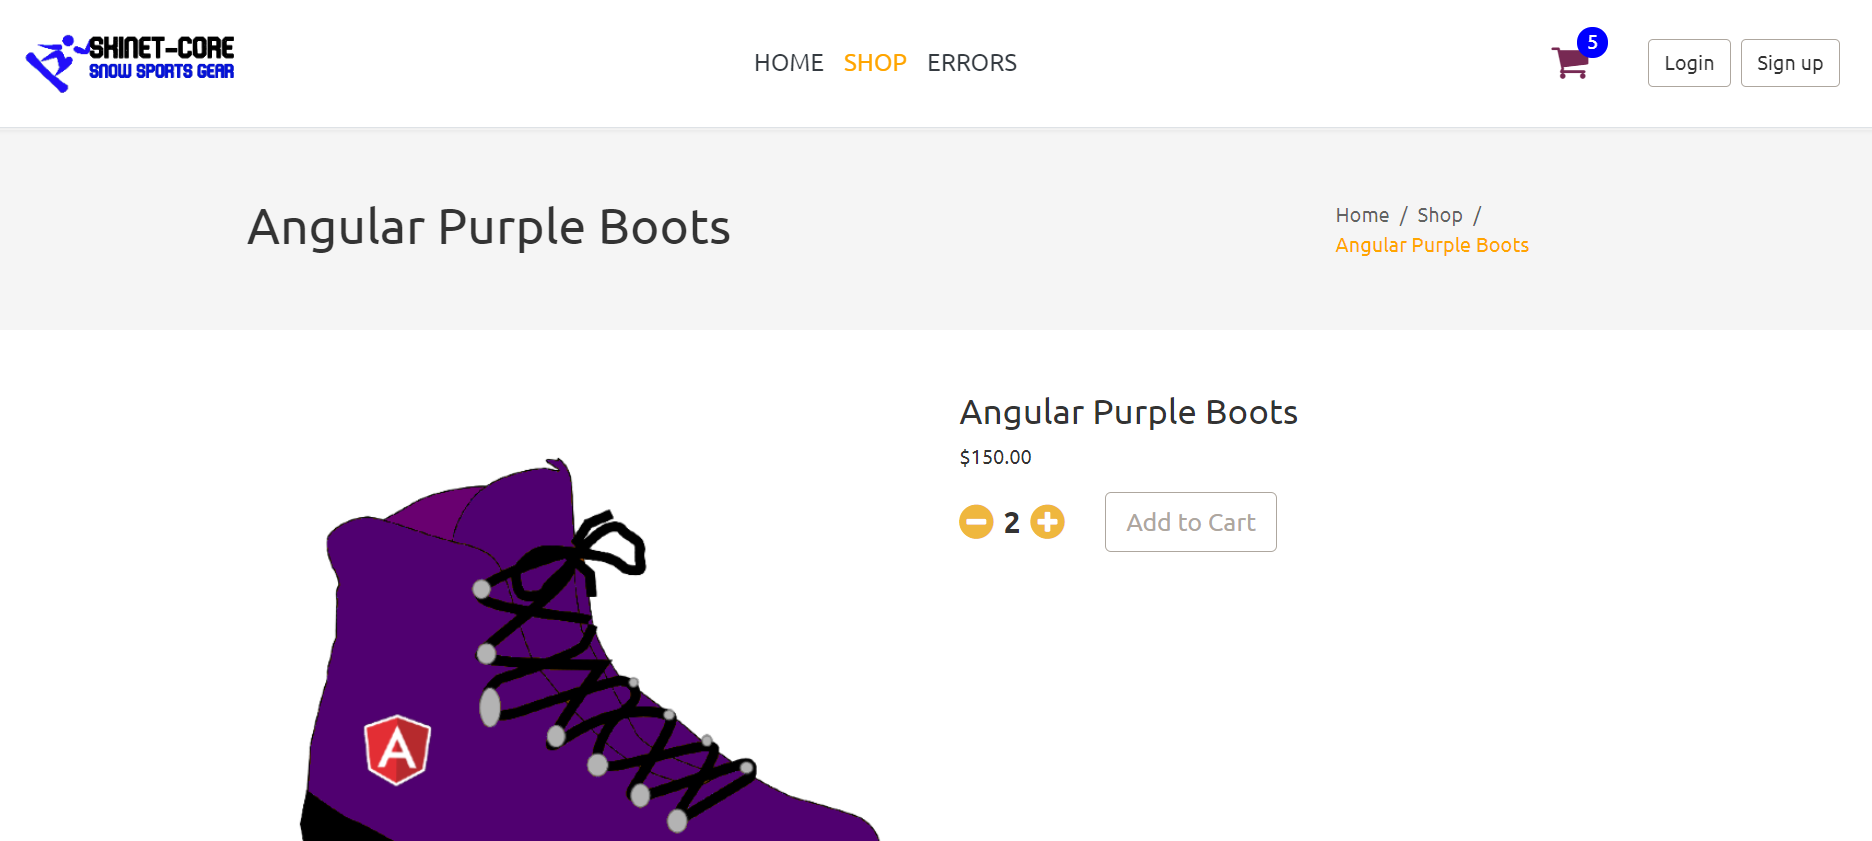 SKINET-CORE
SNOW SPORTS GEAR
HOME SHOP ERRORS
5
Login Sign up
Angular Purple Boots
Home / Shop /
Angular Purple Boots
Angular Purple Boots
$150.00
2 Add to Cart
A